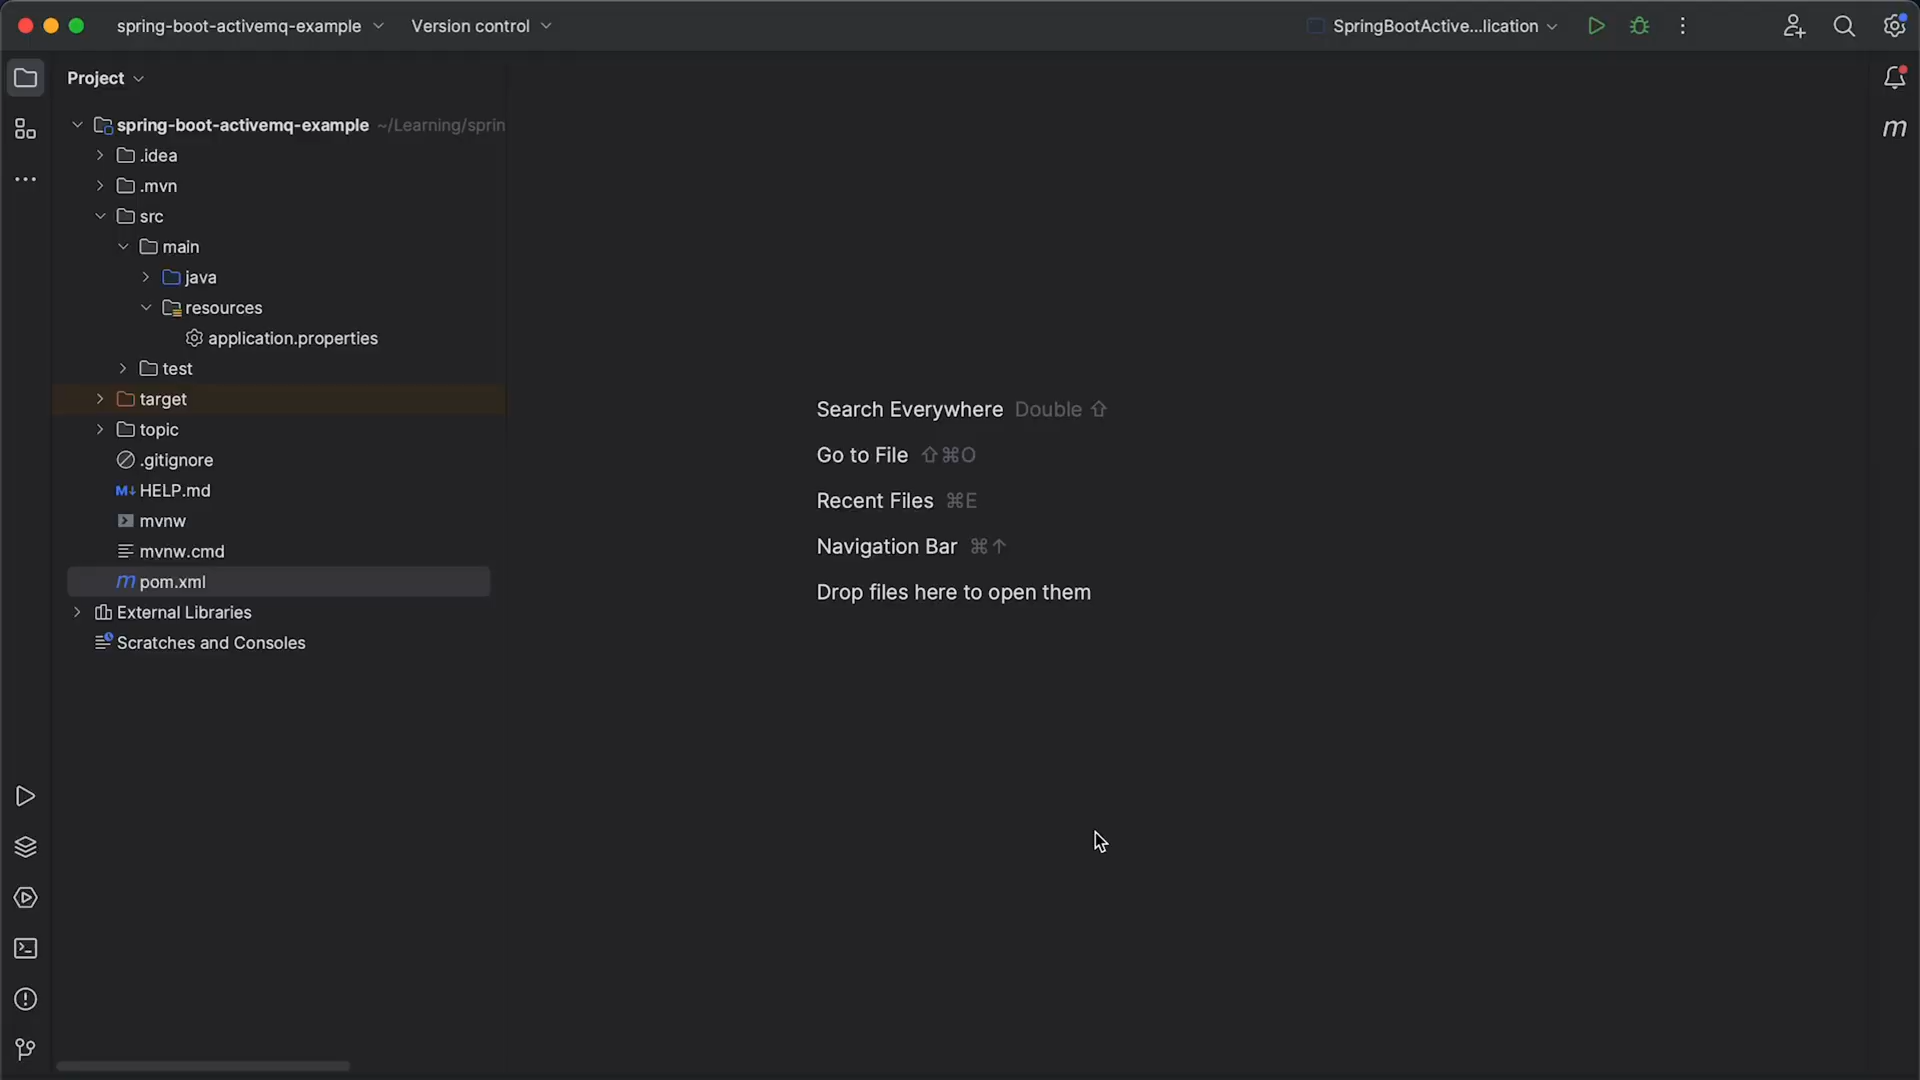 spring-boot-activemq-example Version control SpringBootActive...lication
Project
spring-boot-activemq-example ~/Learning/sprin
.idea
.mvn
src
main
java
resources
application.properties
test
target
topic
.gitignore
M↓ HELP.md
mvnw
mvnw.cmd
m pom.xml
External Libraries
Scratches and Consoles
m
Search Everywhere Double ⇧
Go to File ⇧⌘O
Recent Files ⌘E
Navigation Bar ⌘↑
Drop files here to open them